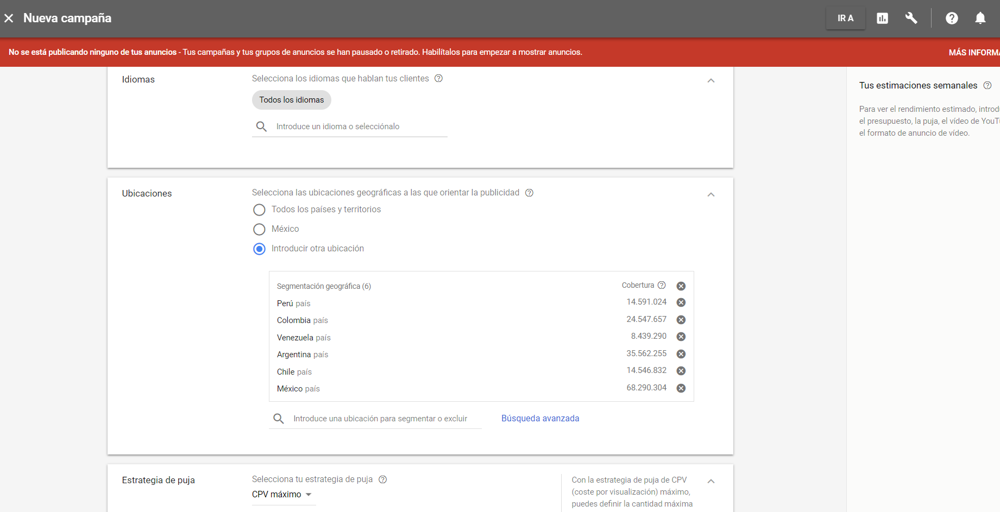 Nueva campaña
IR A
No se está publicando ninguno de tus anuncios - Tus campañas y tus grupos de anuncios se han pausado o retirado. Habilítalos para empezar a mostrar anuncios.
MÁS INFORMA
Idiomas
Selecciona los idiomas que hablan tus clientes
Todos los idiomas
Introduce un idioma o selecciónalo
Tus estimaciones semanales
Para ver el rendimiento estimado, introdu
el presupuesto, la puja, el vídeo de YouTu
el formato de anuncio de vídeo.
Ubicaciones
Selecciona las ubicaciones geográficas a las que orientar la publicidad
Todos los países y territorios
México
Introducir otra ubicación
Segmentación geográfica (6) Cobertura
Perú país 14.591.024
Colombia país 24.547.657
Venezuela país 8.439.290
Argentina país 35.562.255
Chile país 14.546.832
México país 68.290.304
Introduce una ubicación para segmentar o excluir
Búsqueda avanzada
Estrategia de puja
Selecciona tu estrategia de puja
CPV máximo
Con la estrategia de puja de CPV
(coste por visualización) máximo,
puedes definir la cantidad máxima